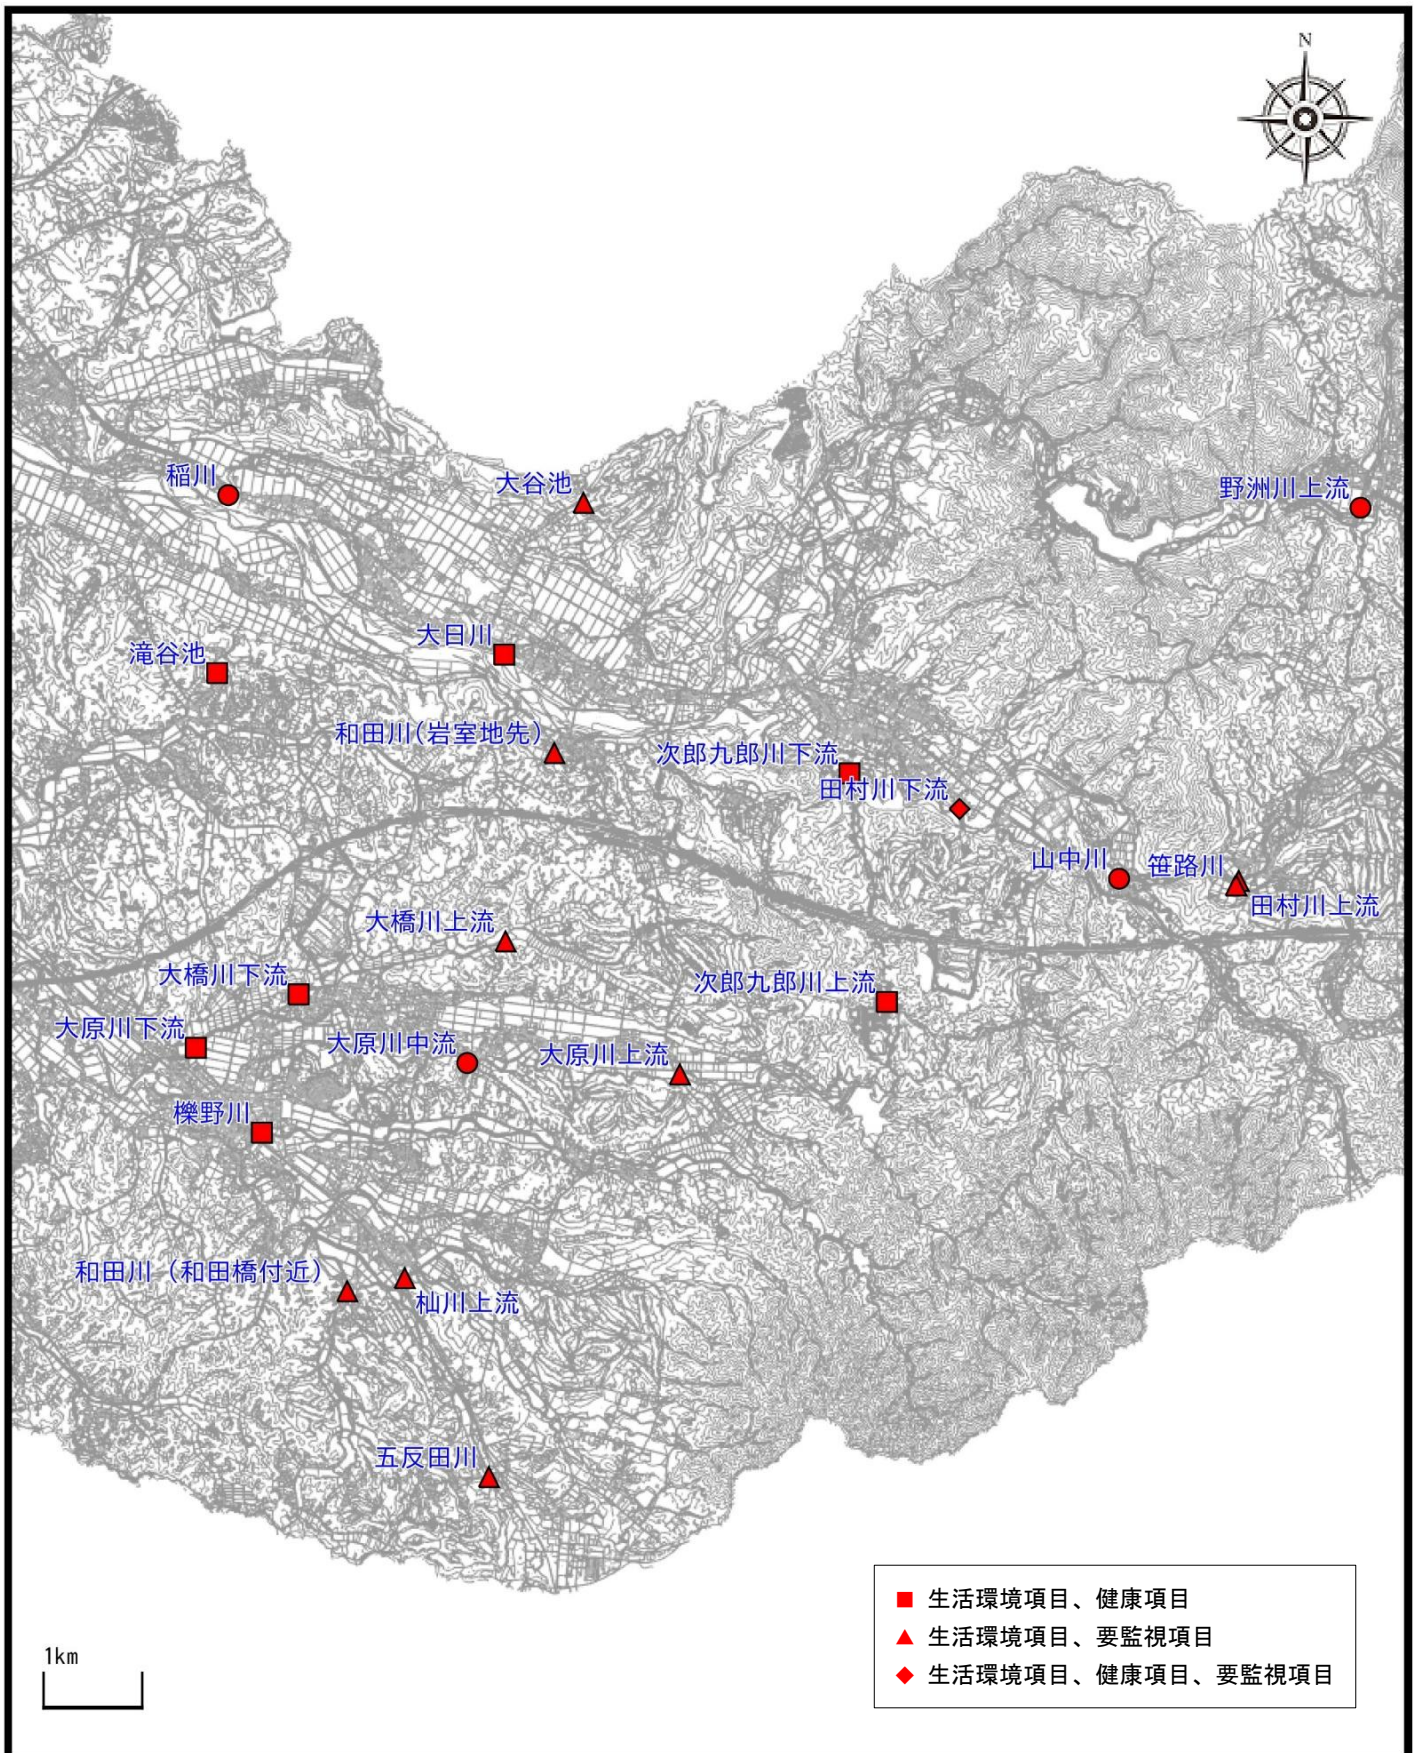 N
稲川
大谷池
野洲川上流
大日川
滝谷池
和田川(岩室地先)
次郎九郎川下流
田村川下流
山中川
笹路川
田村川上流
大橋川上流
大橋川下流
次郎九郎川上流
大原川下流
大原川中流
大原川上流
櫟野川
和田川（和田橋付近）
杣川上流
五反田川
生活環境項目、健康項目
生活環境項目、要監視項目
生活環境項目、健康項目、要監視項目
1km